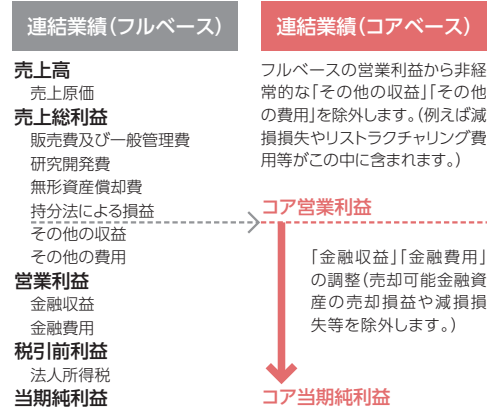 連結業績(フルベース)
売上高
売上原価
売上総利益
販売費及び一般管理費
研究開発費
無形資産償却費
持分法による損益
その他の収益
その他の費用
営業利益
金融収益
金融費用
税引前利益
法人所得税
当期純利益
連結業績(コアベース)
フルベースの営業利益から非経
常的な「その他の収益」「その他
の費用」を除外します。(例えば減
損損失やリストラクチャリング費
用等がこの中に含まれます。)
コア営業利益
「金融収益」「金融費用」
の調整(売却可能金融資
産の売却損益や減損損
失等を除外します。)
コア当期純利益